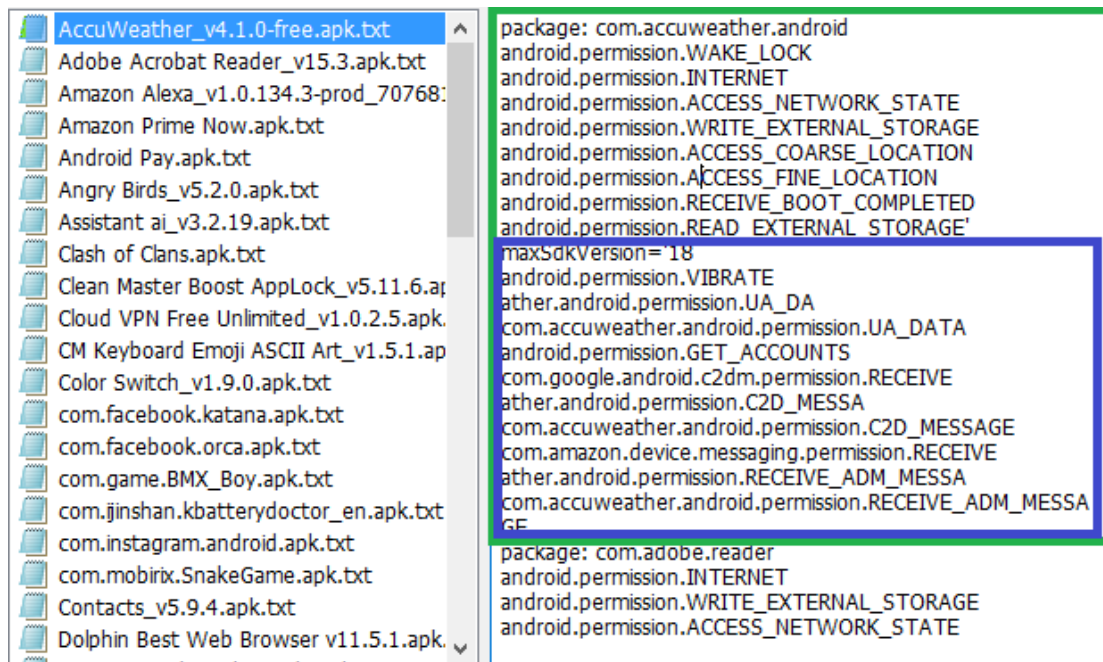 AccuWeather_v4.1.0-free.apk.txt
Adobe Acrobat Reader_v15.3.apk.txt
Amazon Alexa_v1.0.134.3-prod_707681
Amazon Prime Now.apk.txt
Android Pay.apk.txt
Angry Birds_v5.2.0.apk.txt
Assistant ai_v3.2.19.apk.txt
Clash of Clans.apk.txt
Clean Master Boost AppLock_v5.11.6.ap
Cloud VPN Free Unlimited_v1.0.2.5.apk.
CM Keyboard Emoji ASCII Art_v1.5.1.ap
Color Switch_v1.9.0.apk.txt
com.facebook.katana.apk.txt
com.facebook.orca.apk.txt
com.game.BMX_Boy.apk.txt
com.ijinshan.kbatterydoctor_en.apk.txt
com.instagram.android.apk.txt
com.mobirix.SnakeGame.apk.txt
Contacts_v5.9.4.apk.txt
Dolphin Best Web Browser v11.5.1.apk.
package: com.accuweather.android
android.permission.WAKE_LOCK
android.permission.INTERNET
android.permission.ACCESS_NETWORK_STATE
android.permission.WRITE_EXTERNAL_STORAGE
android.permission.ACCESS_COARSE_LOCATION
android.permission.ACCESS_FINE_LOCATION
android.permission.RECEIVE_BOOT_COMPLETED
android.permission.READ_EXTERNAL_STORAGE'
maxSdkVersion='18
android.permission.VIBRATE
ather.android.permission.UA_DA
com.accuweather.android.permission.UA_DATA
android.permission.GET_ACCOUNTS
com.google.android.c2dm.permission.RECEIVE
ather.android.permission.C2D_MESSA
com.accuweather.android.permission.C2D_MESSAGE
com.amazon.device.messaging.permission.RECEIVE
ather.android.permission.RECEIVE_ADM_MESSA
com.accuweather.android.permission.RECEIVE_ADM_MESSA
GE
package: com.adobe.reader
android.permission.INTERNET
android.permission.WRITE_EXTERNAL_STORAGE
android.permission.ACCESS_NETWORK_STATE